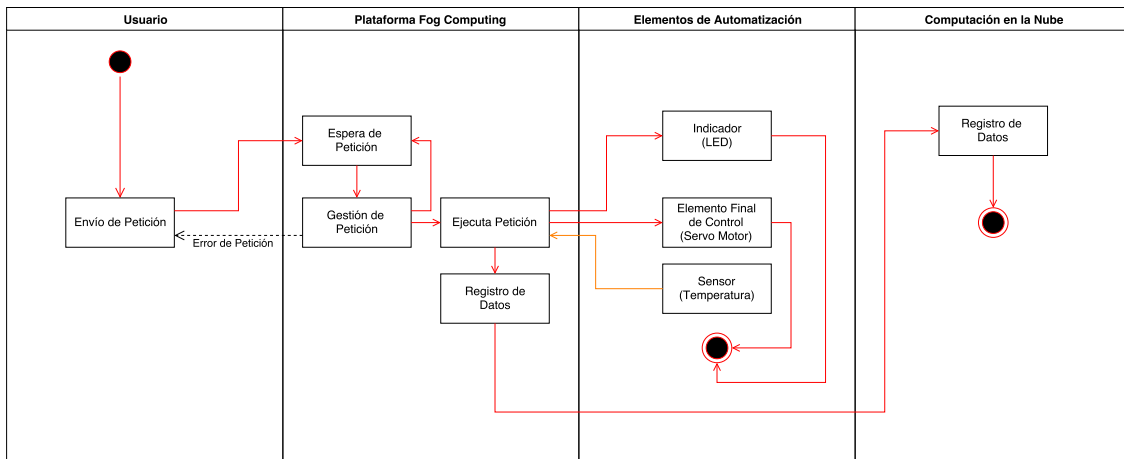 Usuario
Plataforma Fog Computing
Elementos de Automatización
Computación en la Nube
Envío de Petición
Espera de
Petición
Gestión de
Petición
Error de Petición
Ejecuta Petición
Registro de
Datos
Indicador
(LED)
Elemento Final
de Control
(Servo Motor)
Sensor
(Temperatura)
Registro de
Datos